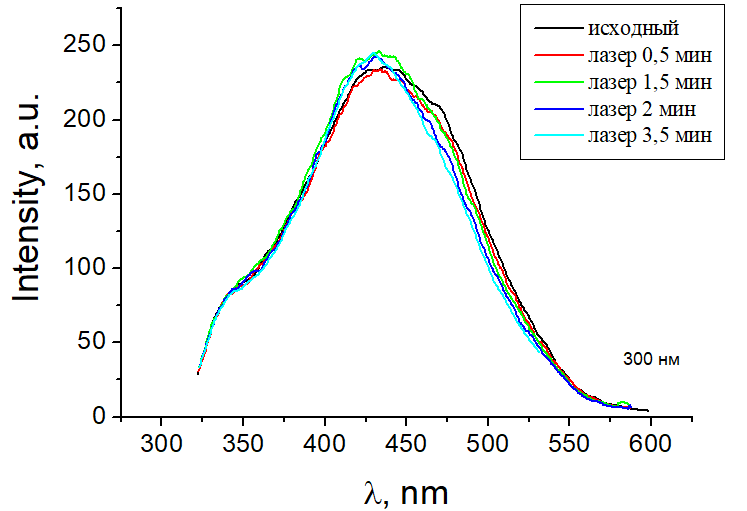 исходный
лазер 0,5 мин
лазер 1,5 мин
лазер 2 мин
лазер 3,5 мин
Intensity, a.u.
250
200
150
100
50
0
300 нм
300 350 400 450 500 550 600
λ, nm